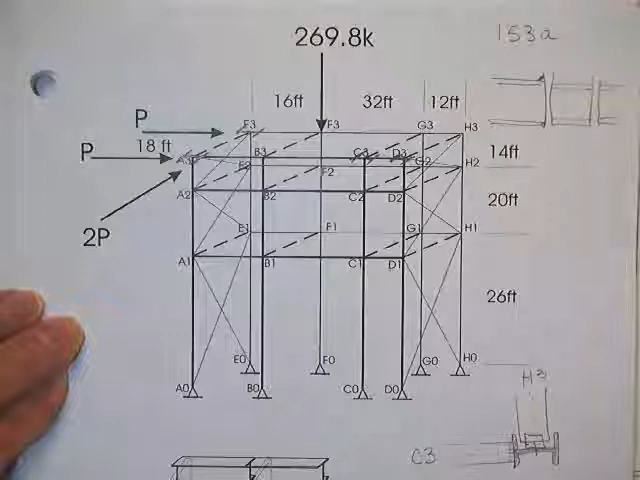 269.8k
153a
16ft 32ft 12ft
P
E3 F3 G3 H3
18 ft
P
A3 B3 C3 D3
14ft
E2 F2 G2 H2
A2 B2 C2 D2
20ft
2P
E1 F1 G1 H1
A1 B1 C1 D1
26ft
E0 F0 G0 H0
A0 B0 C0 D0
H3
C3